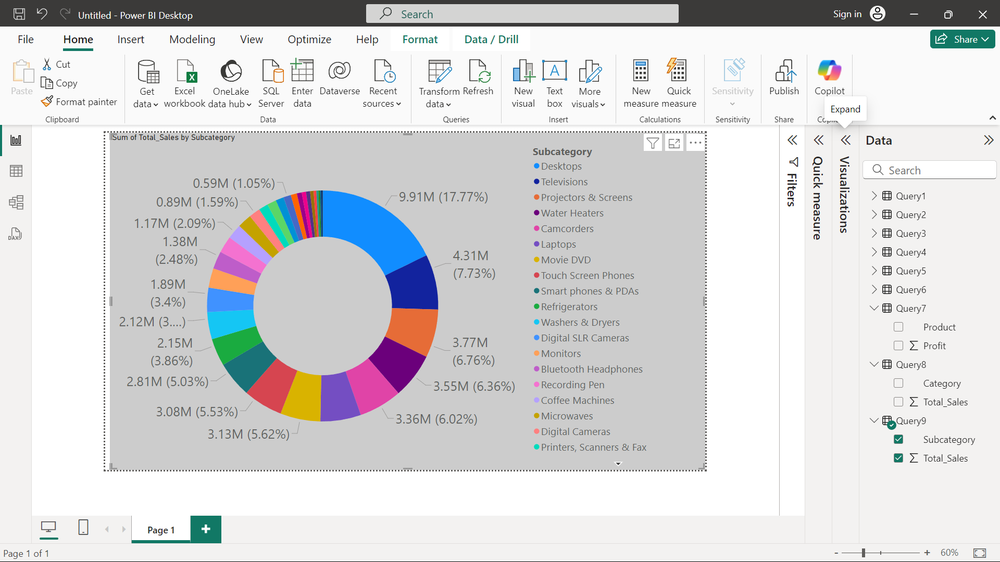 Untitled - Power BI Desktop
Search
Sign in
File
Home
Insert
Modeling
View
Optimize
Help
Format
Data / Drill
Share
Paste
Cut
Copy
Format painter
Clipboard
Get data
Excel workbook
OneLake data hub
SQL Server
Enter data
Dataverse
Recent sources
Data
Transform data
Refresh
Queries
New visual
Text box
More visuals
Insert
New measure
Quick measure
Calculations
Sensitivity
Sensitivity
Publish
Share
Copilot
Expand
Sum of Total_Sales by Subcategory
0.59M (1.05%)
0.89M (1.59%)
1.17M (2.09%)
1.38M
(2.48%)
1.89M
(3.4%)
2.12M (3....)
2.15M
(3.86%)
2.81M (5.03%)
3.08M (5.53%)
3.13M (5.62%)
9.91M (17.77%)
4.31M
(7.73%)
3.77M
(6.76%)
3.55M (6.36%)
3.36M (6.02%)
Subcategory
Desktops
Televisions
Projectors & Screens
Water Heaters
Camcorders
Laptops
Movie DVD
Touch Screen Phones
Smart phones & PDAs
Refrigerators
Washers & Dryers
Digital SLR Cameras
Monitors
Bluetooth Headphones
Recording Pen
Coffee Machines
Microwaves
Digital Cameras
Printers, Scanners & Fax
Filters
Quick measure
Visualizations
Data
Search
Query1
Query2
Query3
Query4
Query5
Query6
Query7
Product
Profit
Query8
Category
Total_Sales
Query9
Subcategory
Total_Sales
DAX
Page 1
Page 1 of 1
60%